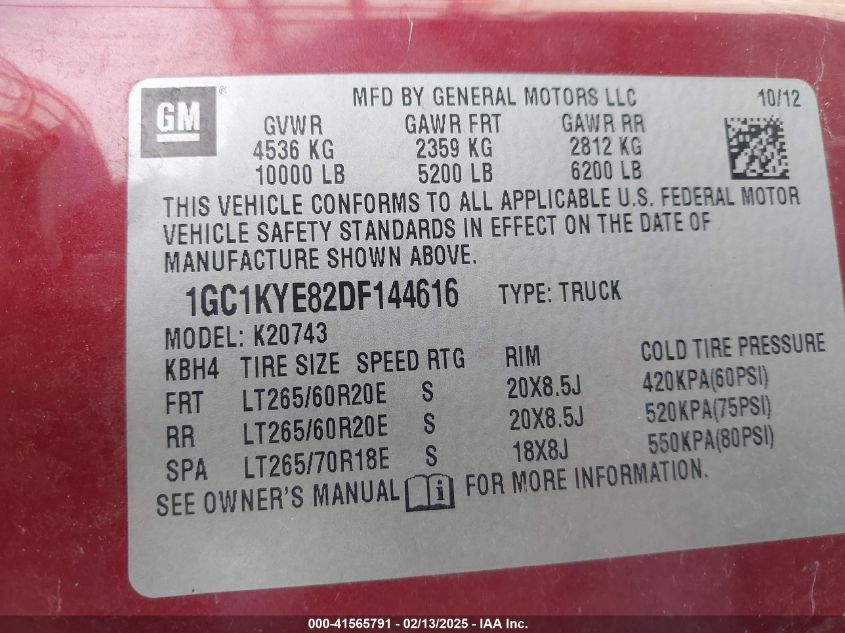 GM®
MFD BY GENERAL MOTORS LLC 10/12
GVWR GAWR FRT GAWR RR
4536 KG 2359 KG 2812 KG
10000 LB 5200 LB 6200 LB
THIS VEHICLE CONFORMS TO ALL APPLICABLE U.S. FEDERAL MOTOR
VEHICLE SAFETY STANDARDS IN EFFECT ON THE DATE OF
MANUFACTURE SHOWN ABOVE.
1GC1KYE82DF144616 TYPE: TRUCK
MODEL: K20743
KBH4 TIRE SIZE SPEED RTG RIM COLD TIRE PRESSURE
FRT LT265/60R20E S 20X8.5J 420KPA(60PSI)
RR LT265/60R20E S 20X8.5J 520KPA(75PSI)
SPA LT265/70R18E S 18X8J 550KPA(80PSI)
SEE OWNER'S MANUAL i FOR MORE INFORMATION.
000-41565791 - 02/13/2025 - IAA Inc.